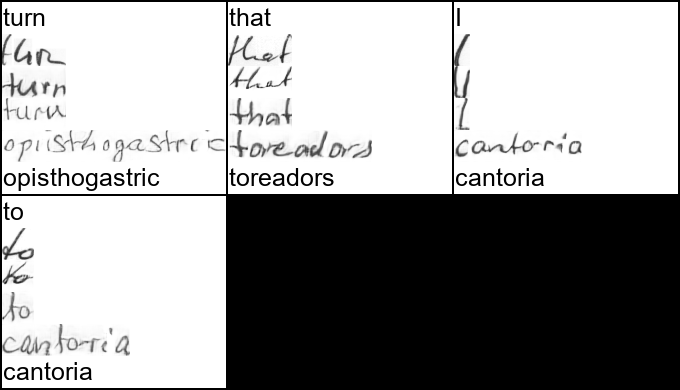 turn
turn
turn
turn
opiisthogastric
opisthogastric
that
that
that
that
toreadors
toreadors
I
I
cantoria
cantoria
to
to
to
to
cantoria
cantoria